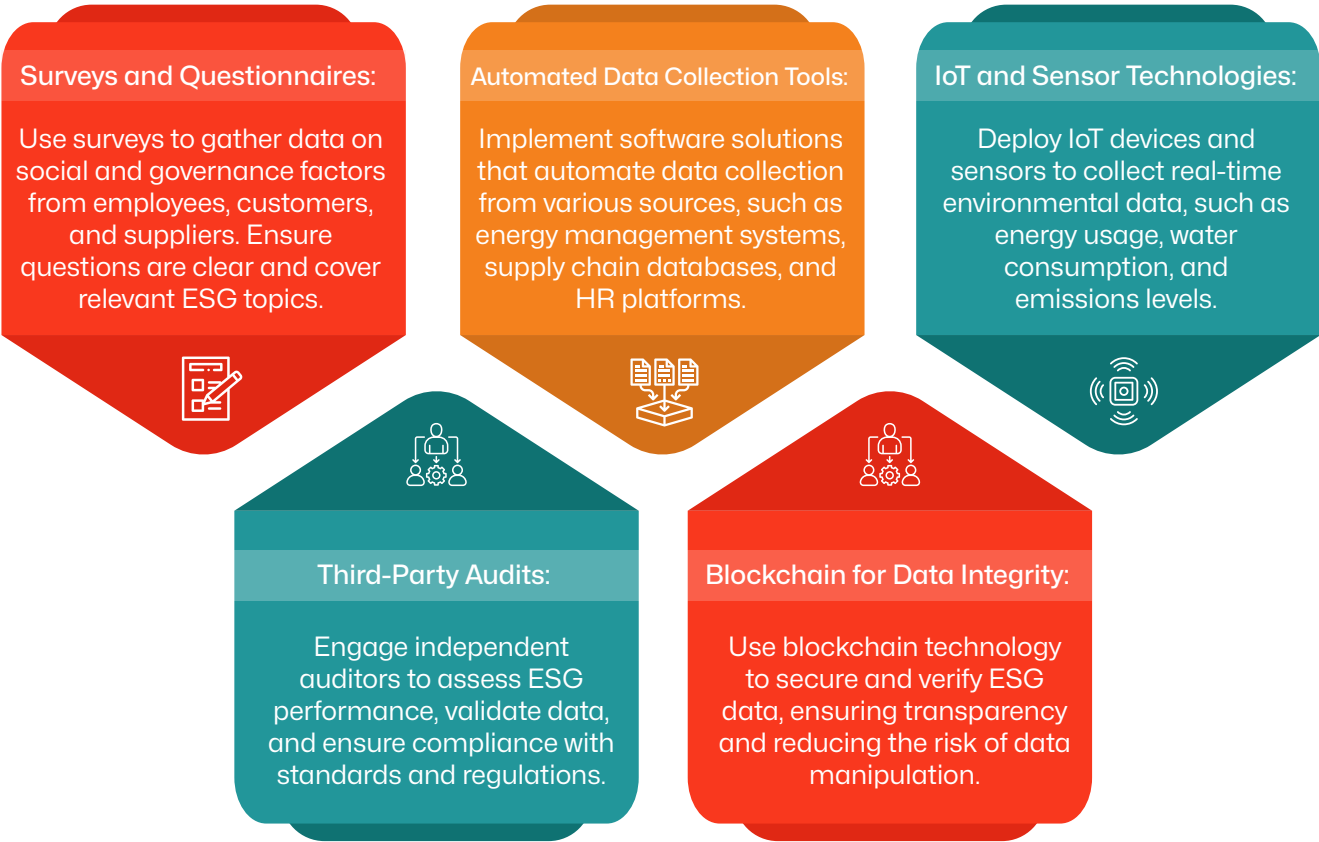 Surveys and Questionnaires:
Use surveys to gather data on
social and governance factors
from employees, customers,
and suppliers. Ensure
questions are clear and cover
relevant ESG topics.
Automated Data Collection Tools:
Implement software solutions
that automate data collection
from various sources, such as
energy management systems,
supply chain databases, and
HR platforms.
IoT and Sensor Technologies:
Deploy IoT devices and
sensors to collect real-time
environmental data, such as
energy usage, water
consumption, and
emissions levels.
Third-Party Audits:
Engage independent
auditors to assess ESG
performance, validate data,
and ensure compliance with
standards and regulations.
Blockchain for Data Integrity:
Use blockchain technology
to secure and verify ESG
data, ensuring transparency
and reducing the risk of data
manipulation.